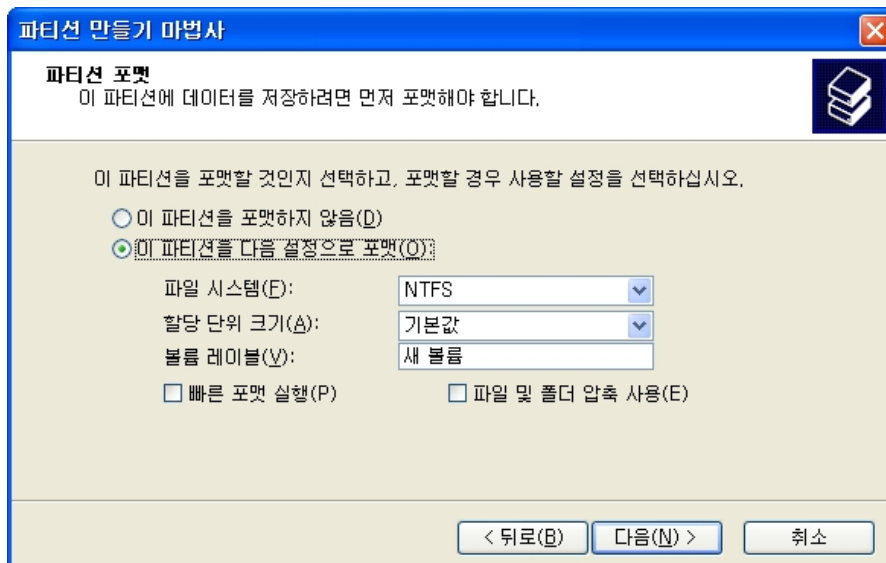 파티션 만들기 마법사
파티션 포맷
이 파티션에 데이터를 저장하려면 먼저 포맷해야 합니다.
이 파티션을 포맷할 것인지 선택하고, 포맷할 경우 사용할 설정을 선택하십시오.
이 파티션을 포맷하지 않음(D)
이 파티션을 다음 설정으로 포맷(O):
파일 시스템(F): NTFS
할당 단위 크기(A): 기본값
볼륨 레이블(V): 새 볼륨
빠른 포맷 실행(P) 파일 및 폴더 압축 사용(E)
< 뒤로(B) 다음(N) > 취소